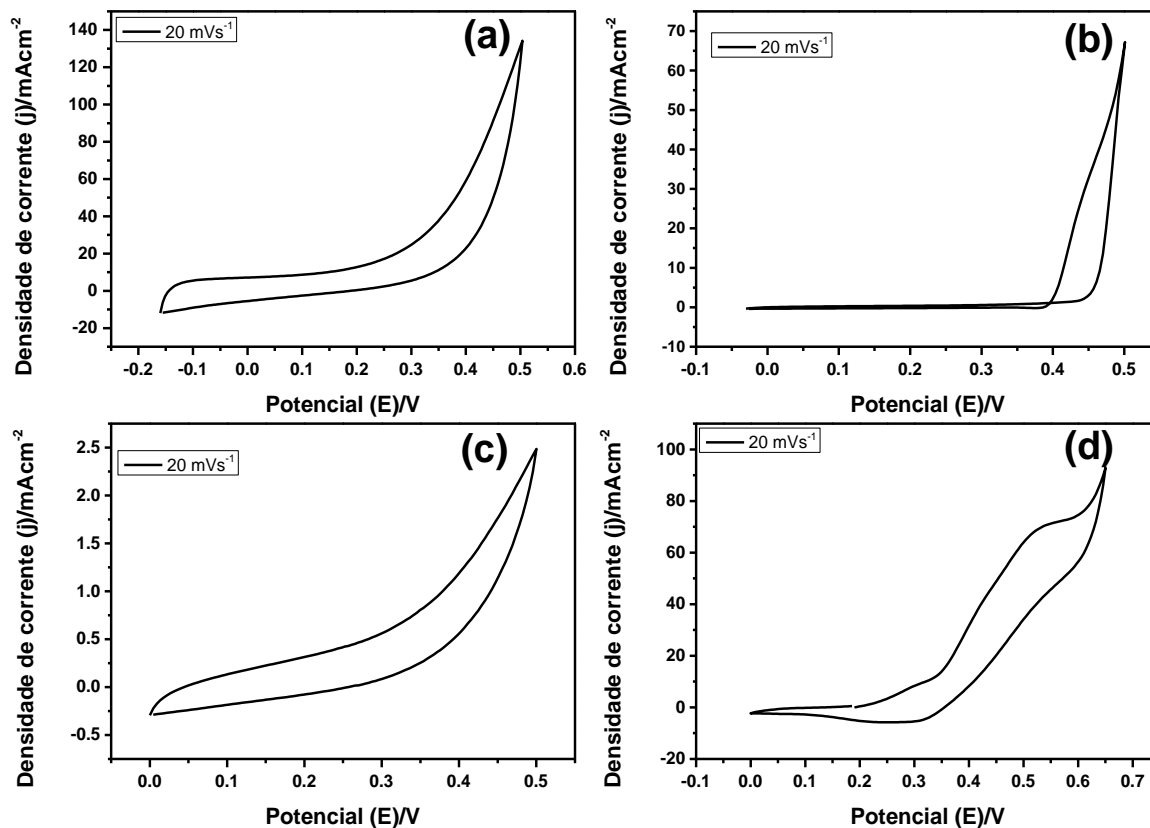 (a)
20 mVs⁻¹
Densidade de corrente (j)/mAcm⁻²
140
120
100
80
60
40
20
0
-20
-0.2 -0.1 0.0 0.1 0.2 0.3 0.4 0.5 0.6
Potencial (E)/V
(b)
20 mVs⁻¹
Densidade de corrente (j)/mAcm⁻²
70
60
50
40
30
20
10
0
-10
-0.1 0.0 0.1 0.2 0.3 0.4 0.5
Potencial (E)/V
(c)
20 mVs⁻¹
Densidade de corrente (j)/mAcm⁻²
2.5
2.0
1.5
1.0
0.5
0.0
-0.5
0.0 0.1 0.2 0.3 0.4 0.5
Potencial (E)/V
(d)
20 mVs⁻¹
Densidade de corrente (j)/mAcm⁻²
100
80
60
40
20
0
-20
-0.1 0.0 0.1 0.2 0.3 0.4 0.5 0.6 0.7
Potencial (E)/V